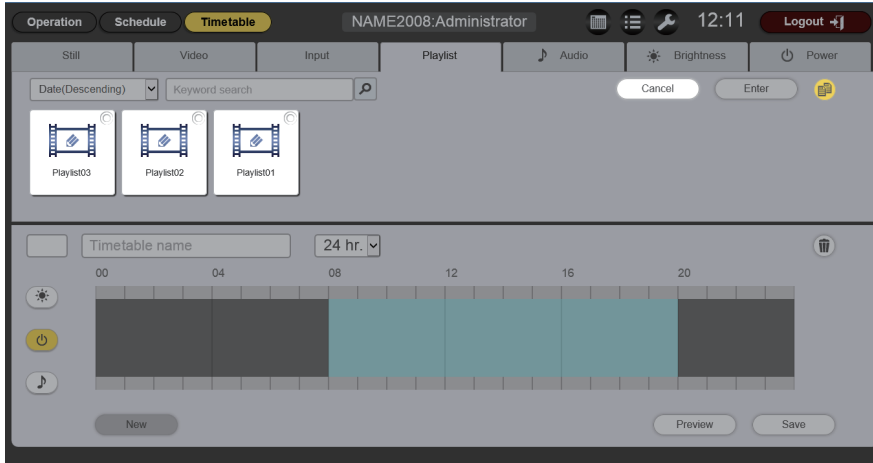 Operation Schedule Timetable NAME2008:Administrator 12:11 Logout
Still Video Input Playlist Audio Brightness Power
Date(Descending) Keyword search Cancel Enter
Playlist03 Playlist02 Playlist01
Timetable name 24 hr.
00 04 08 12 16 20
New Preview Save